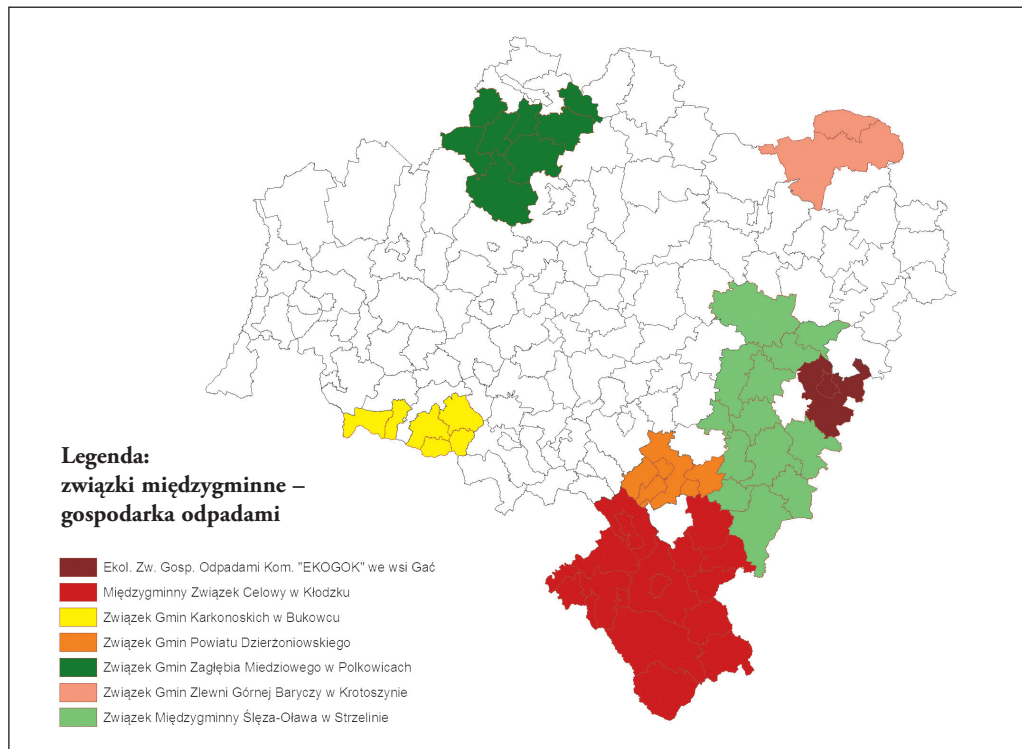 Legenda:
związki międzygminne –
gospodarka odpadami
Ekol. Zw. Gosp. Odpadami Kom. "EKOGOK" we wsi Gać
Międzygminny Związek Celowy w Kłodzku
Związek Gmin Karkonoskich w Bukowcu
Związek Gmin Powiatu Dzierżoniowskiego
Związek Gmin Zagłębia Miedziowego w Polkowicach
Związek Gmin Zlewni Górnej Baryczy w Krotoszynie
Związek Międzygminny Ślęza-Oława w Strzelinie